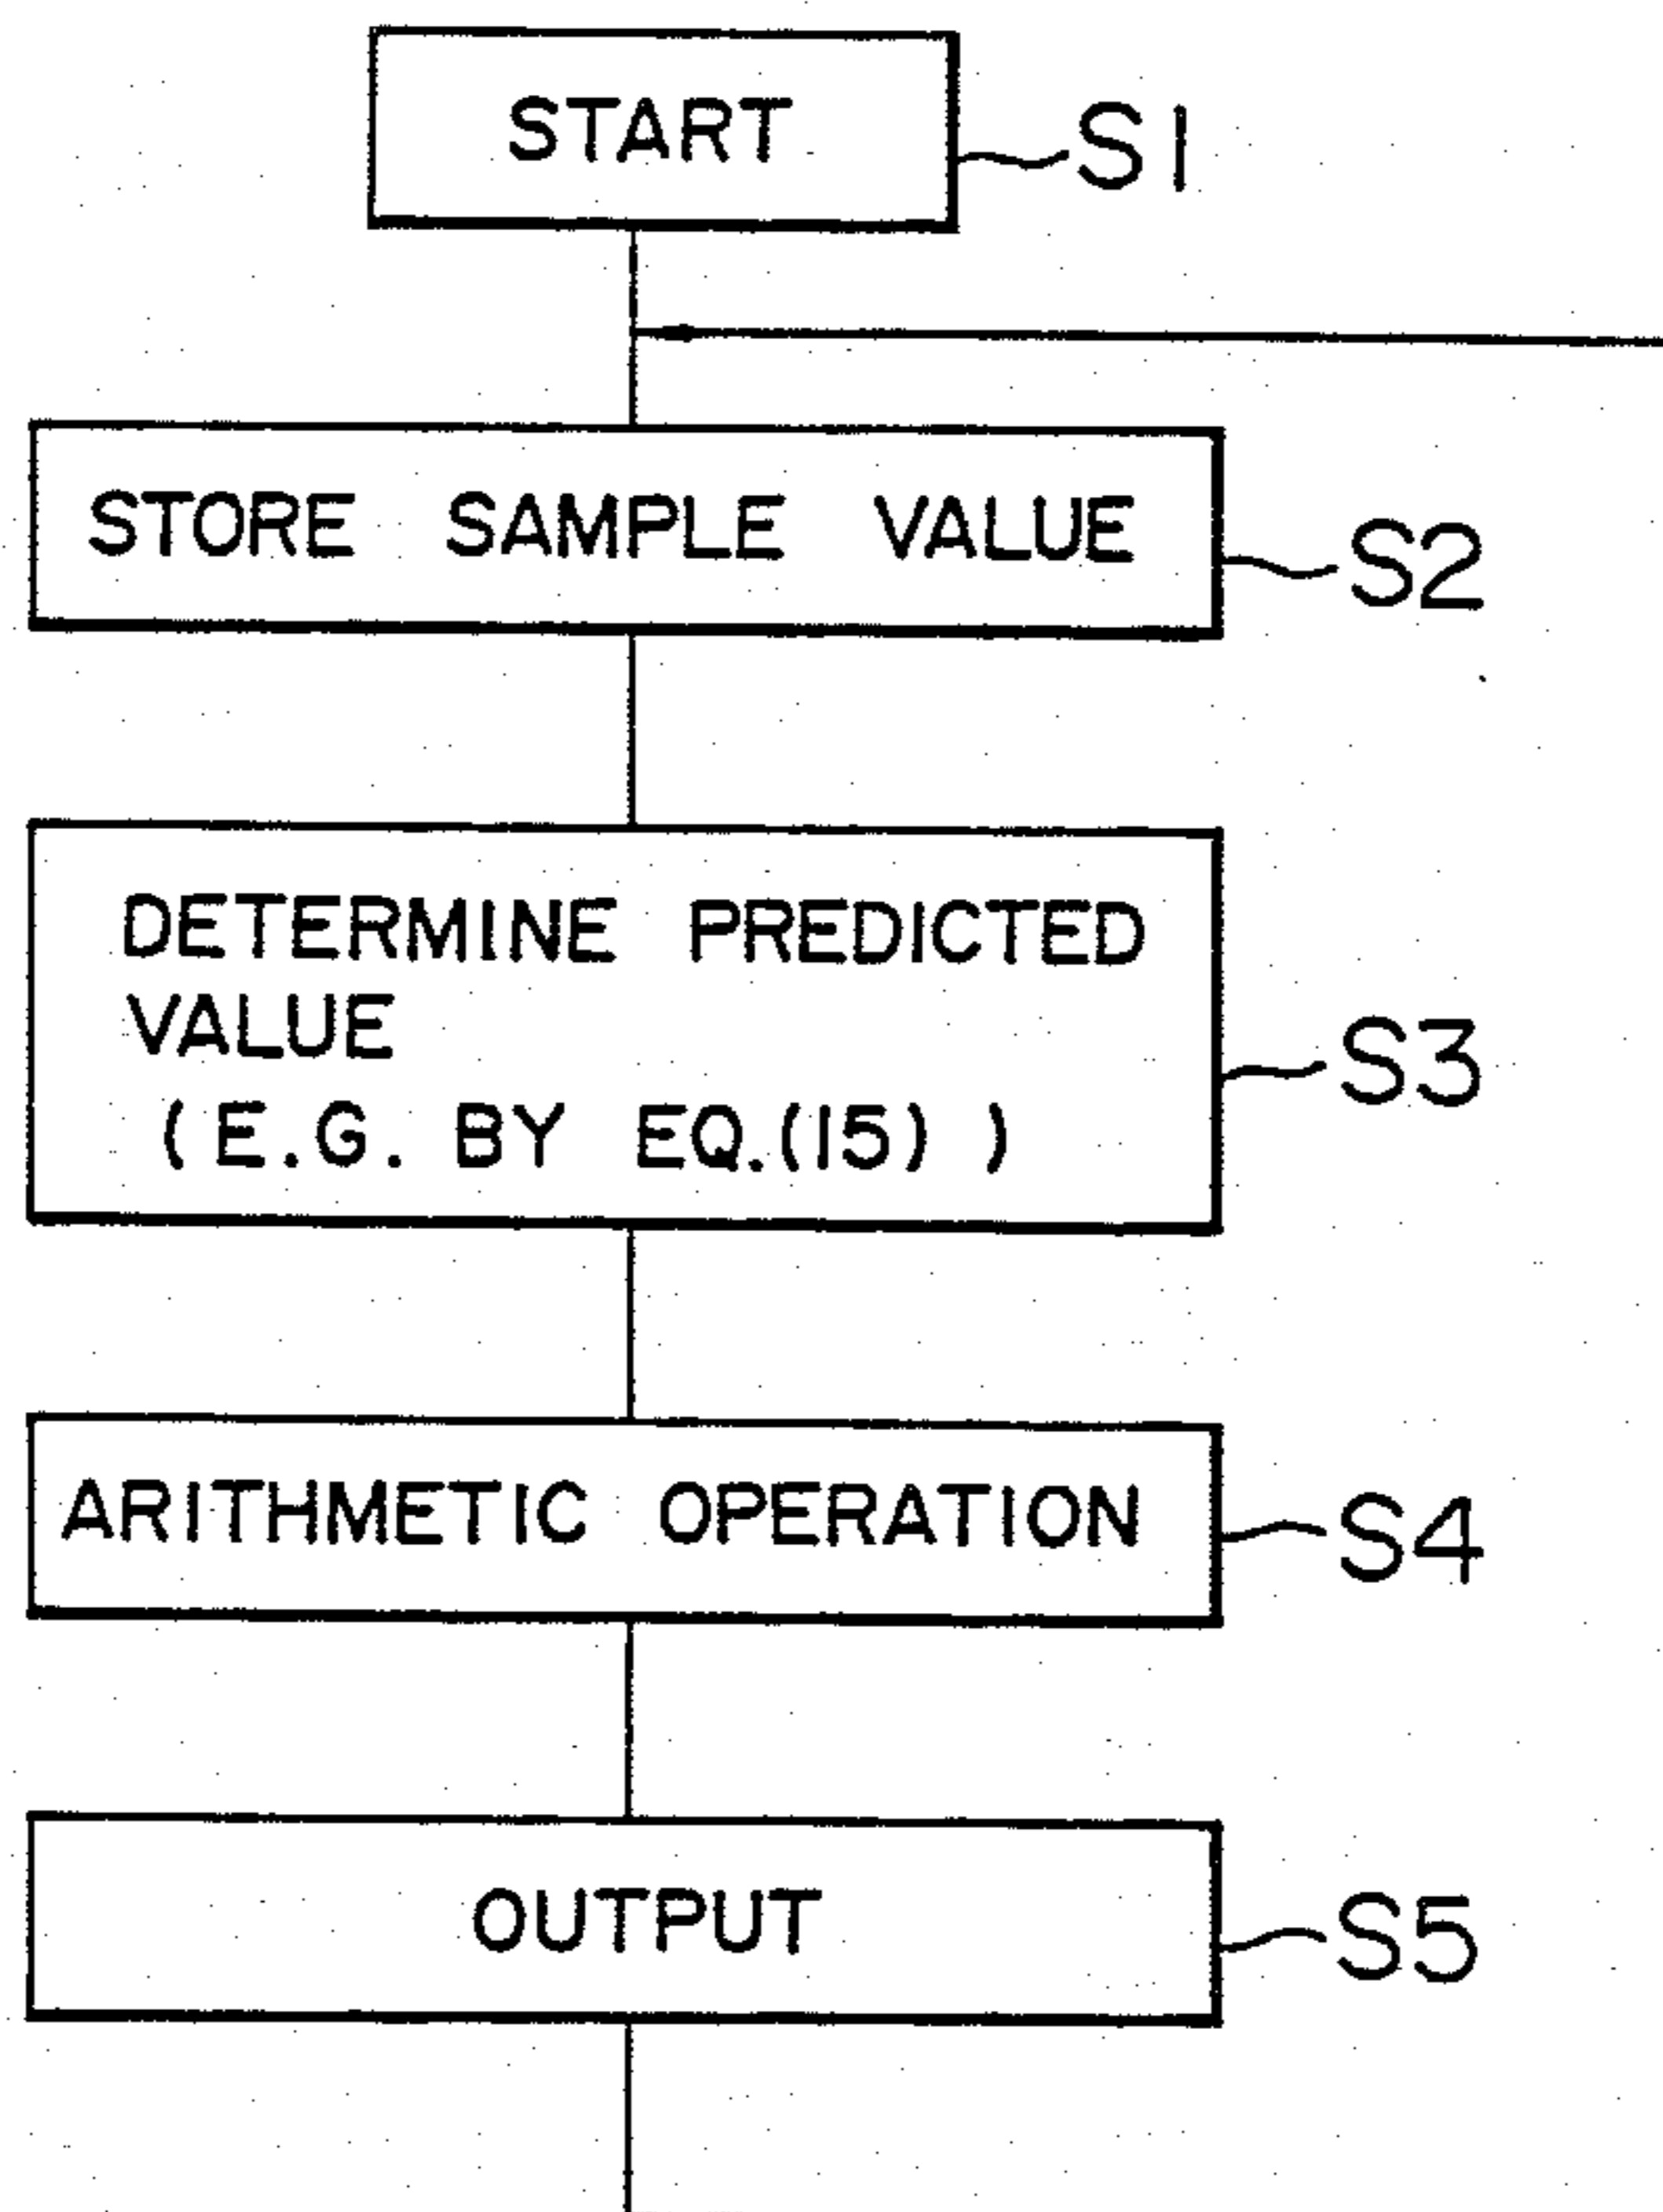 START
S1
STORE SAMPLE VALUE
S2
DETERMINE PREDICTED
VALUE
(E.G. BY EQ.(15) )
S3
ARITHMETIC OPERATION
S4
OUTPUT
S5